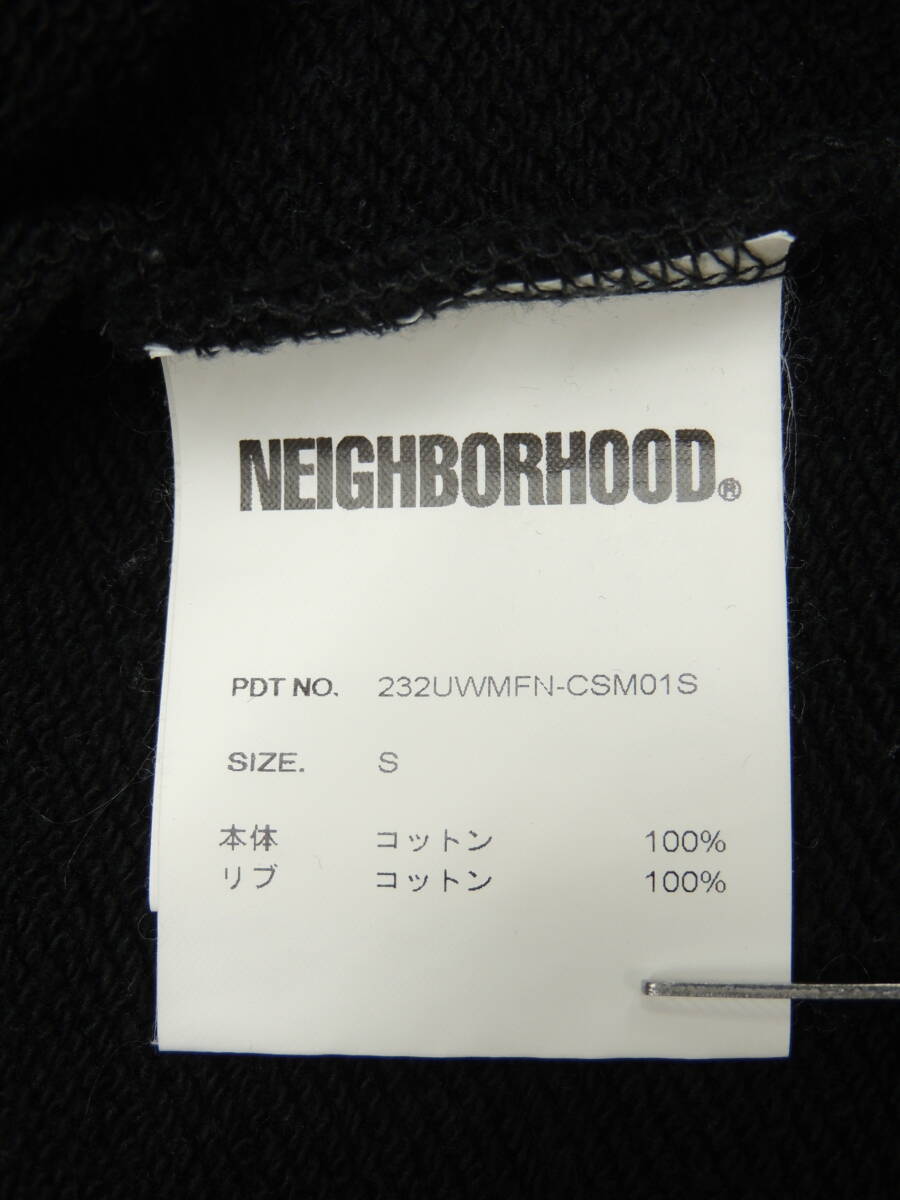 NEIGHBORHOOD®
PDT NO. 232UWMFN-CSM01S
SIZE. S
本体 コットン 100%
リブ コットン 100%